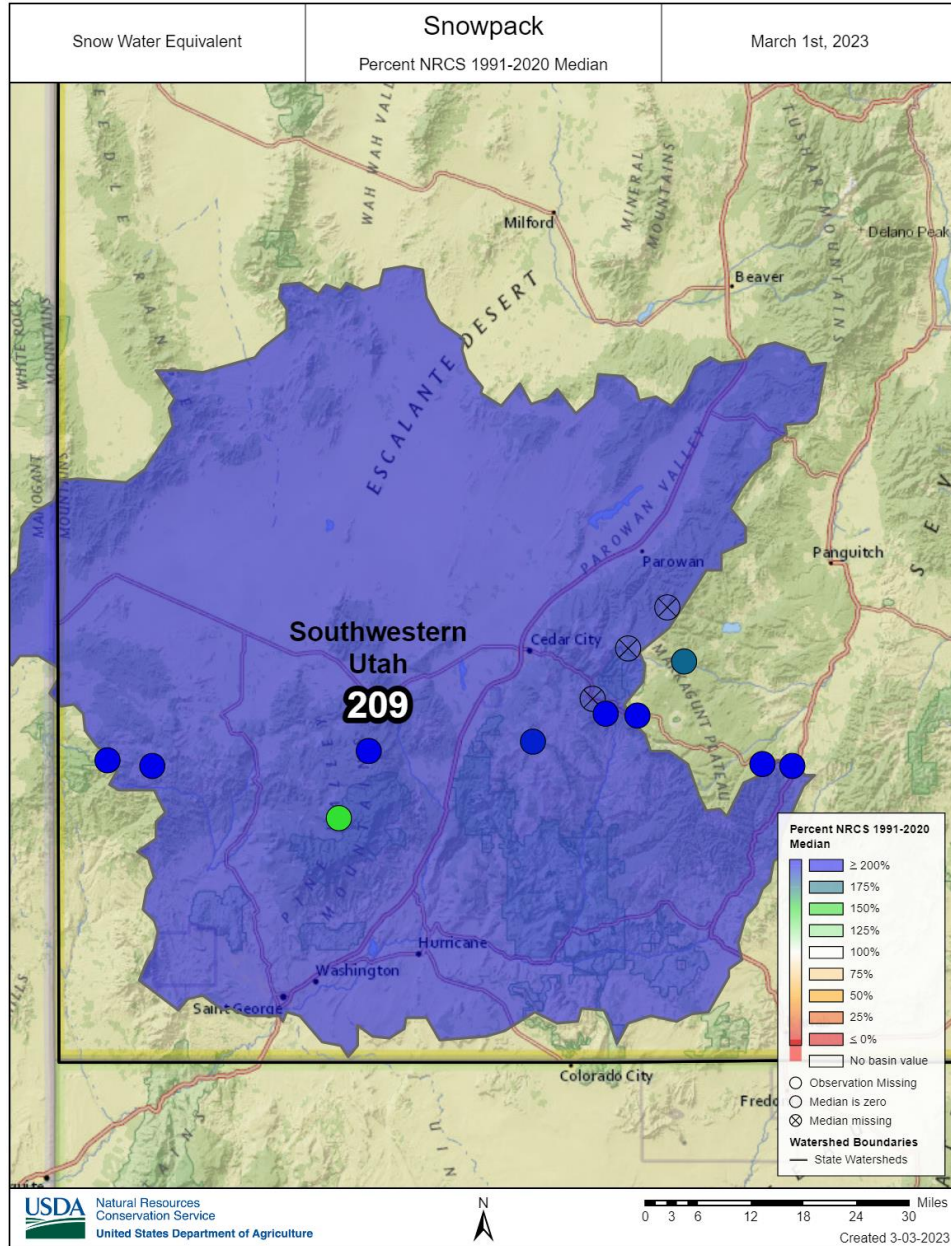 Snow Water Equivalent
Snowpack
Percent NRCS 1991-2020 Median
March 1st, 2023
WAH WAH VALL
MINERAL
MOUNTAINS
TUSHAR
MOUNTAINS
Milford
Delano Peak
Beaver
WHITE ROCK
MOUNTAINS
ESCALANTE DESERT
MOUNTAINS
PAROWAN VALLEY
Parowan
Panguitch
S E V
Southwestern
Utah
209
Cedar City
MARKAGUNT PLATEAU
Hurricane
Washington
Saint George
Colorado City
Fredo
U I N
Percent NRCS 1991-2020
Median
≥ 200%
175%
150%
125%
100%
75%
50%
25%
≤ 0%
No basin value
Observation Missing
Median is zero
Median missing
Watershed Boundaries
State Watersheds
USDA
Natural Resources
Conservation Service
United States Department of Agriculture
N
Miles
0 3 6 12 18 24 30
Created 3-03-2023